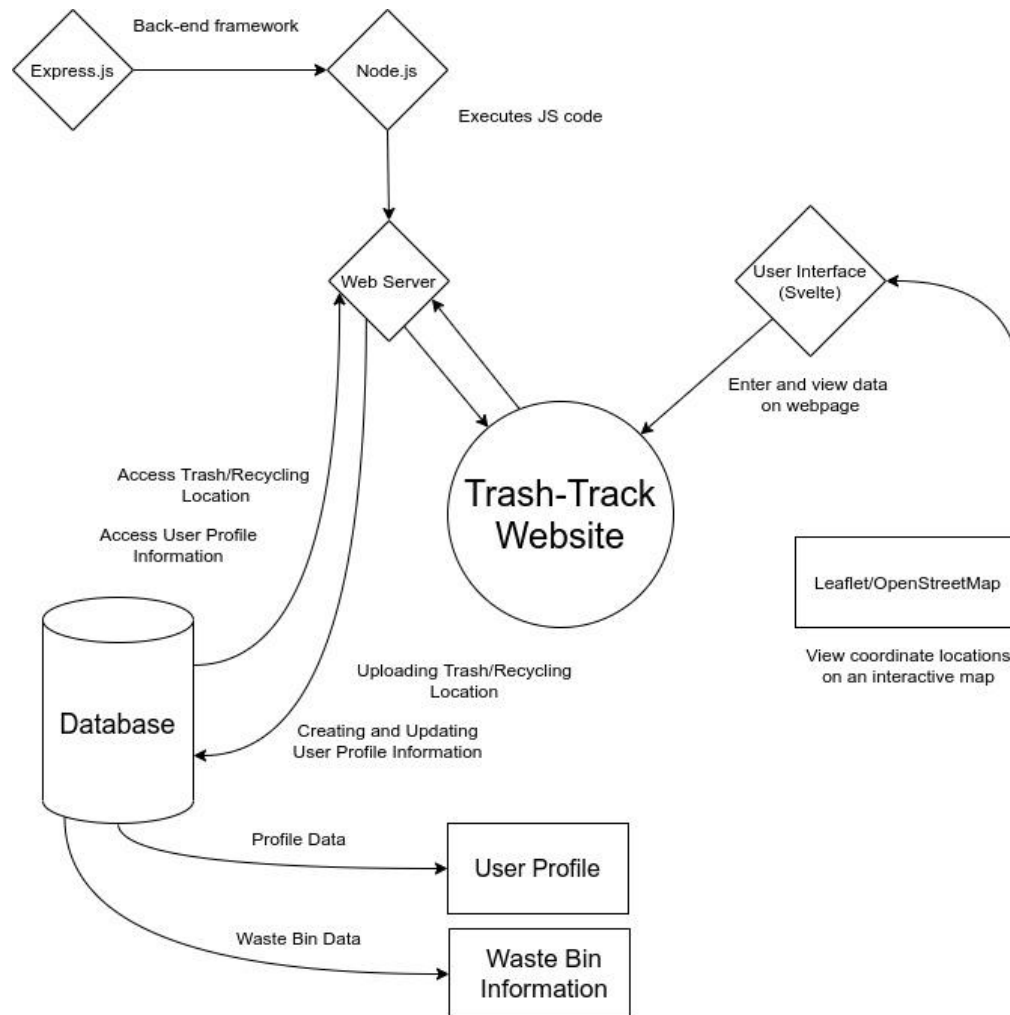 Back-end framework
Express.js
Node.js
Executes JS code
Web Server
User Interface
(Svelte)
Enter and view data
on webpage
Trash-Track
Website
Access Trash/Recycling
Location
Access User Profile
Information
Leaflet/OpenStreetMap
View coordinate locations
on an interactive map
Uploading Trash/Recycling
Location
Creating and Updating
User Profile Information
Database
Profile Data
User Profile
Waste Bin Data
Waste Bin
Information